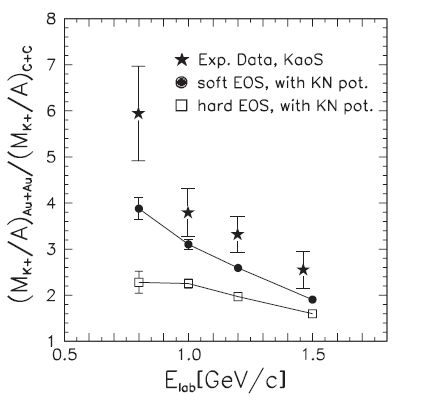 8
7
6
5
4
3
2
1
(M_K+/A)_Au+Au/(M_K+/A)_C+C
Exp. Data, KaoS
soft EOS, with KN pot.
hard EOS, with KN pot.
0.5 1.0 1.5
E_lab[GeV/c]